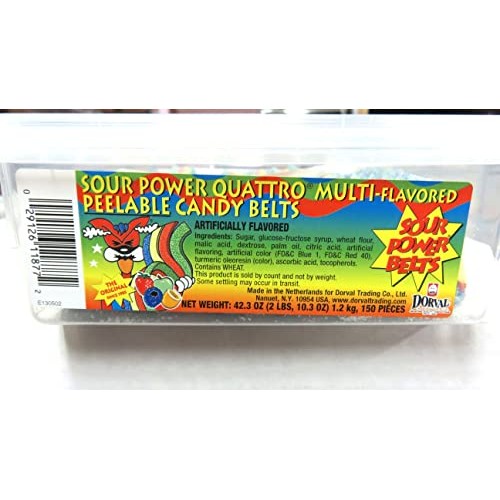 SOUR POWER QUATTRO® MULTI-FLAVORED
PEELABLE CANDY BELTS
ARTIFICIALLY FLAVORED
Ingredients: Sugar, glucose-fructose syrup, wheat flour,
malic acid, dextrose, palm oil, citric acid, artificial
flavoring, artificial color (FD&C Blue 1, FD&C Red 40),
turmeric oleoresin (color), ascorbic acid, tocopherols.
Contains WHEAT.
This product is sold by count and not by weight.
Some settling may occur in transit.
Made in the Netherlands for Dorval Trading Co., Ltd.
Nanuet, N.Y. 10954 USA. www.dorvaltrading.com
NET WEIGHT: 42.3 OZ (2 LBS, 10.3 OZ) 1.2 kg, 150 PIECES
SOUR
POWER
BELTS
DORVAL
THE
ORIGINAL
0 29126 11877 2
E130502